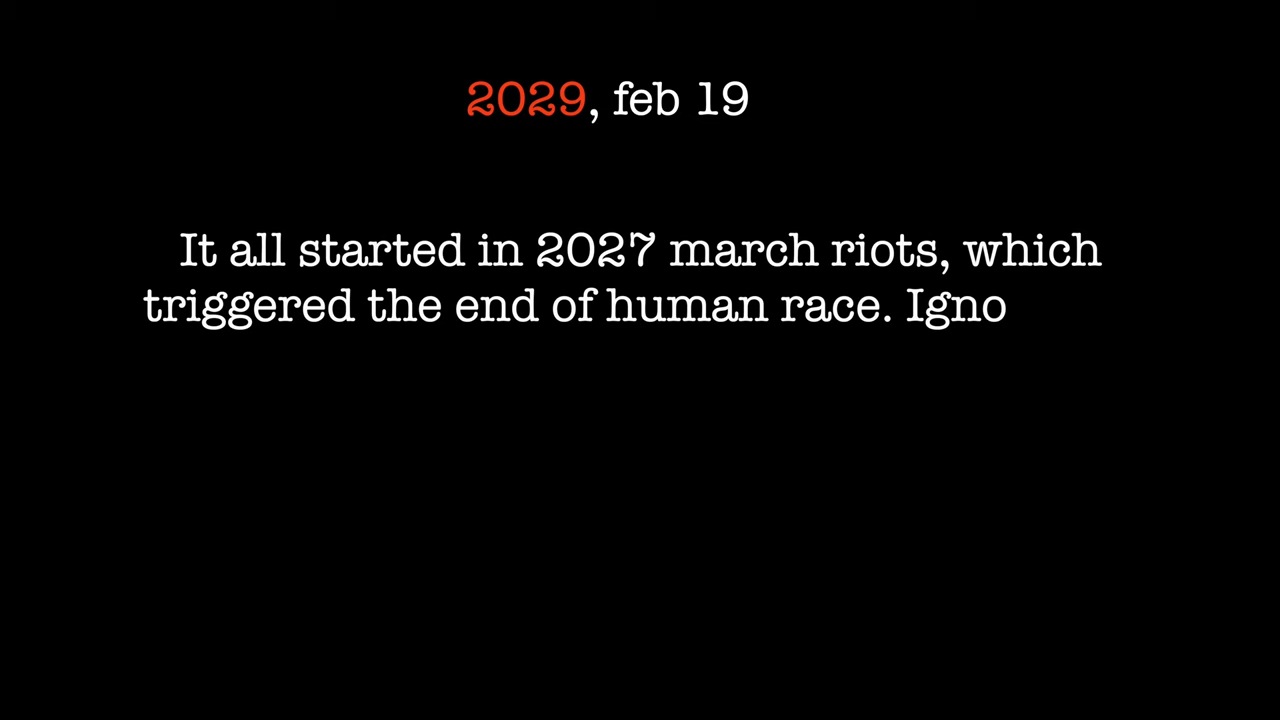 2029, feb 19
It all started in 2027 march riots, which
triggered the end of human race. Igno